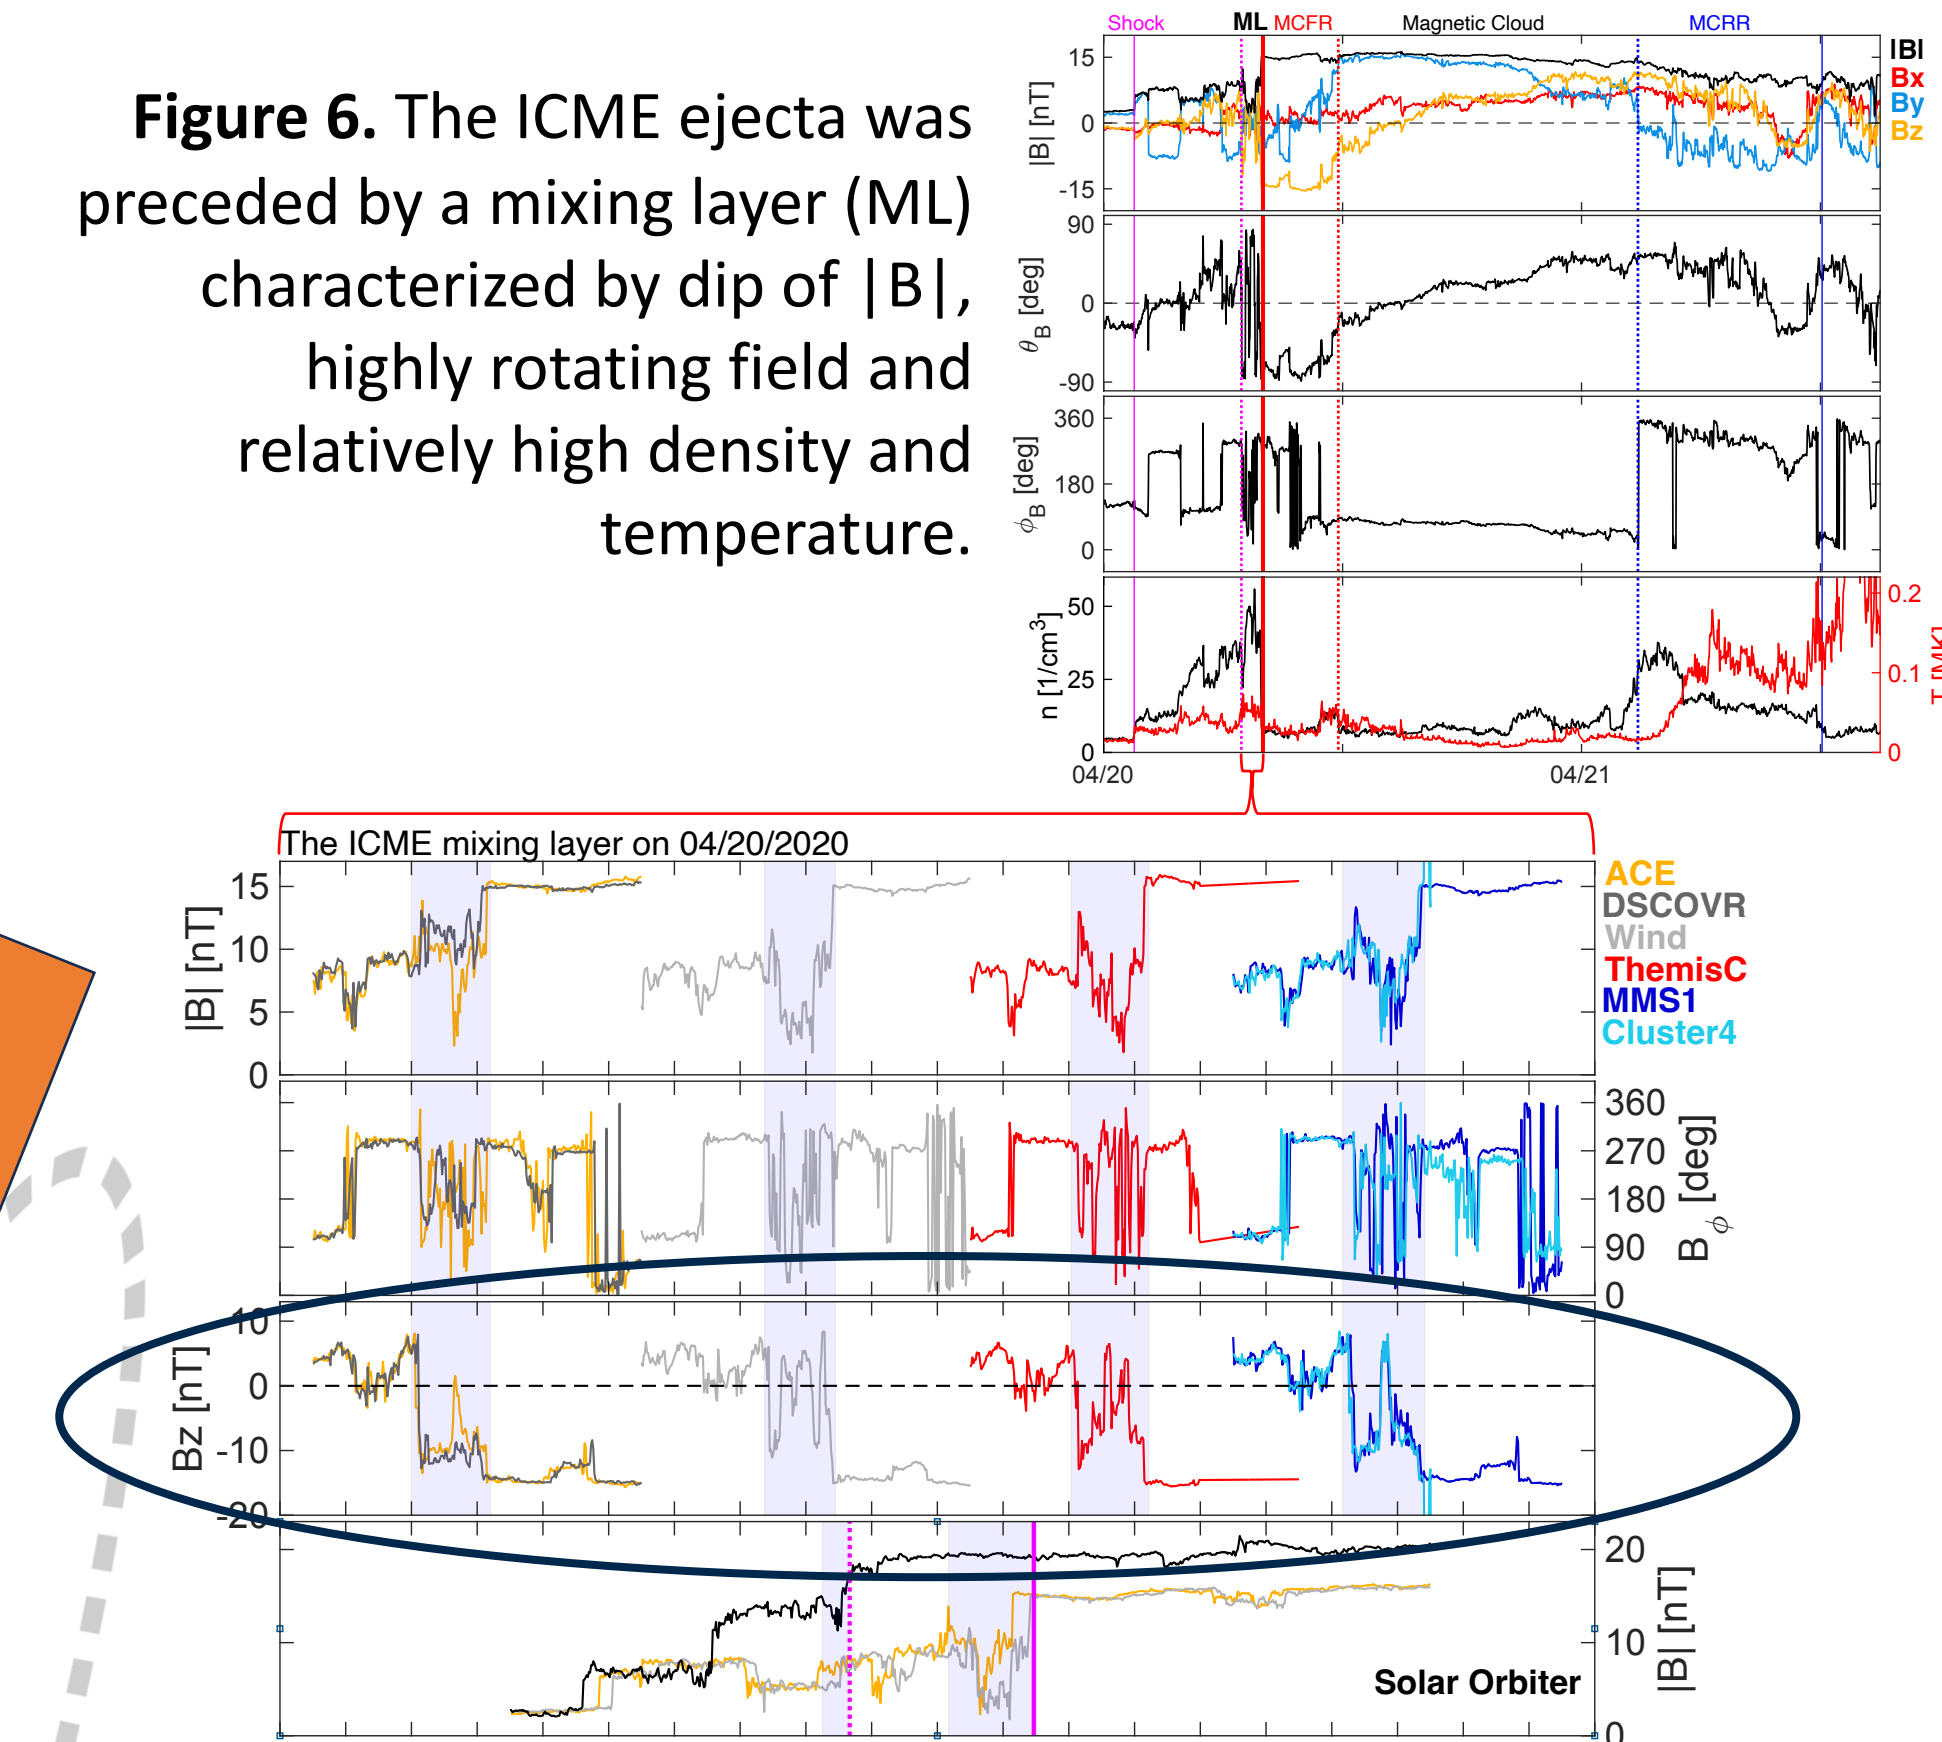 Figure 6. The ICME ejecta was
preceded by a mixing layer (ML)
characterized by dip of |B|,
highly rotating field and
relatively high density and
temperature.
Shock ML MCFR Magnetic Cloud MCRR
|B| [nT]
15
0
-15
|B|
Bx
By
Bz
θB [deg]
90
0
-90
ϕB [deg]
360
180
0
n [1/cm3]
50
25
0
0.2
0.1
0
04/20 04/21
The ICME mixing layer on 04/20/2020
|B| [nT]
15
10
5
0
ACE
DSCOVR
Wind
ThemisC
MMS1
Cluster4
360
270
180
90
0
Bϕ [deg]
Bz [nT]
10
0
-10
-20
20
10
0
|B| [nT]
Solar Orbiter